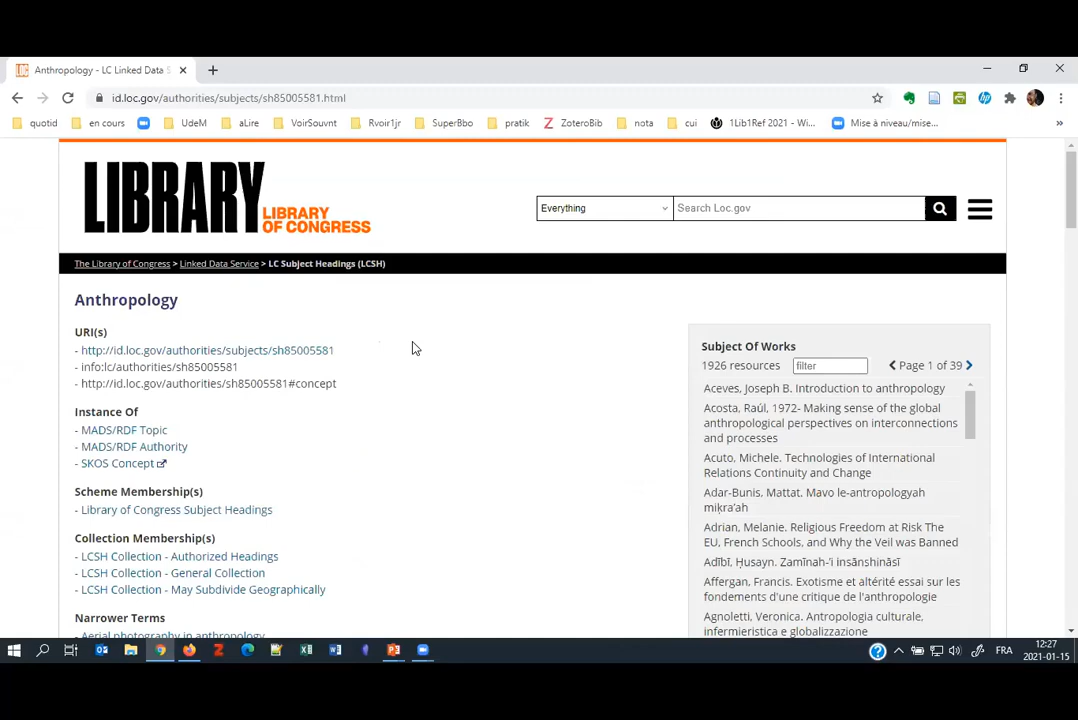 Anthropology - LC Linked Data S
id.loc.gov/authorities/subjects/sh85005581.html
quotid en cours UdeM aLire VoirSouvnt Rvoir1jr SuperBbo pratik ZoteroBib nota cui 1Lib1Ref 2021 - Wi... Mise à niveau/me... »
LIBRARY
LIBRARY
OF CONGRESS
Everything
Search Loc.gov
The Library of Congress > Linked Data Service > LC Subject Headings (LCSH)
Anthropology
URI(s)
- http://id.loc.gov/authorities/subjects/sh85005581
- info:lc/authorities/sh85005581
- http://id.loc.gov/authorities/sh85005581#concept
Instance Of
- MADS/RDF Topic
- MADS/RDF Authority
- SKOS Concept
Scheme Membership(s)
- Library of Congress Subject Headings
Collection Membership(s)
- LCSH Collection - Authorized Headings
- LCSH Collection - General Collection
- LCSH Collection - May Subdivide Geographically
Narrower Terms
- Aerial photography in anthropology
Subject Of Works
1926 resources filter Page 1 of 39
Aceves, Joseph B. Introduction to anthropology
Acosta, Raúl, 1972- Making sense of the global
anthropological perspectives on interconnections
and processes
Acuto, Michele. Technologies of International
Relations Continuity and Change
Adar-Bunis, Mattat. Mavo le-antropologyah
miḳra'ah
Adrian, Melanie. Religious Freedom at Risk The
EU, French Schools, and Why the Veil was Banned
Adībī, Ḥusayn. Zamīnah-'i insānshināsī
Affergan, Francis. Exotisme et altérité essai sur les
fondements d'une critique de l'anthropologie
Agnoletti, Veronica. Antropologia culturale,
infermieristica e globalizzazione
FRA
12:27
2021-01-15